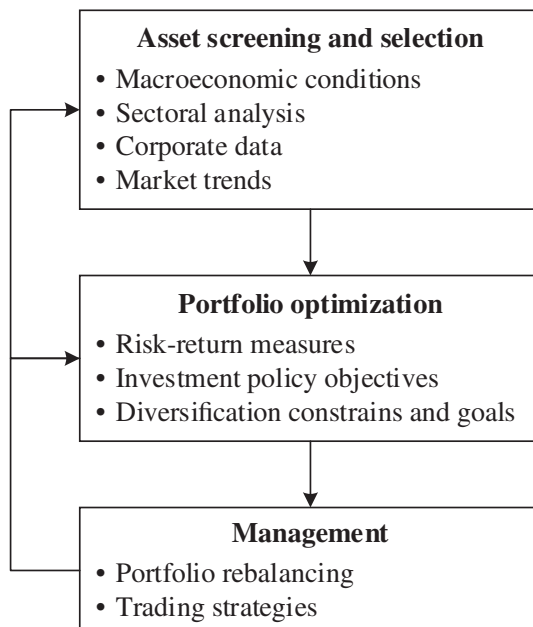 Asset screening and selection
• Macroeconomic conditions
• Sectoral analysis
• Corporate data
• Market trends
Portfolio optimization
• Risk-return measures
• Investment policy objectives
• Diversification constrains and goals
Management
• Portfolio rebalancing
• Trading strategies